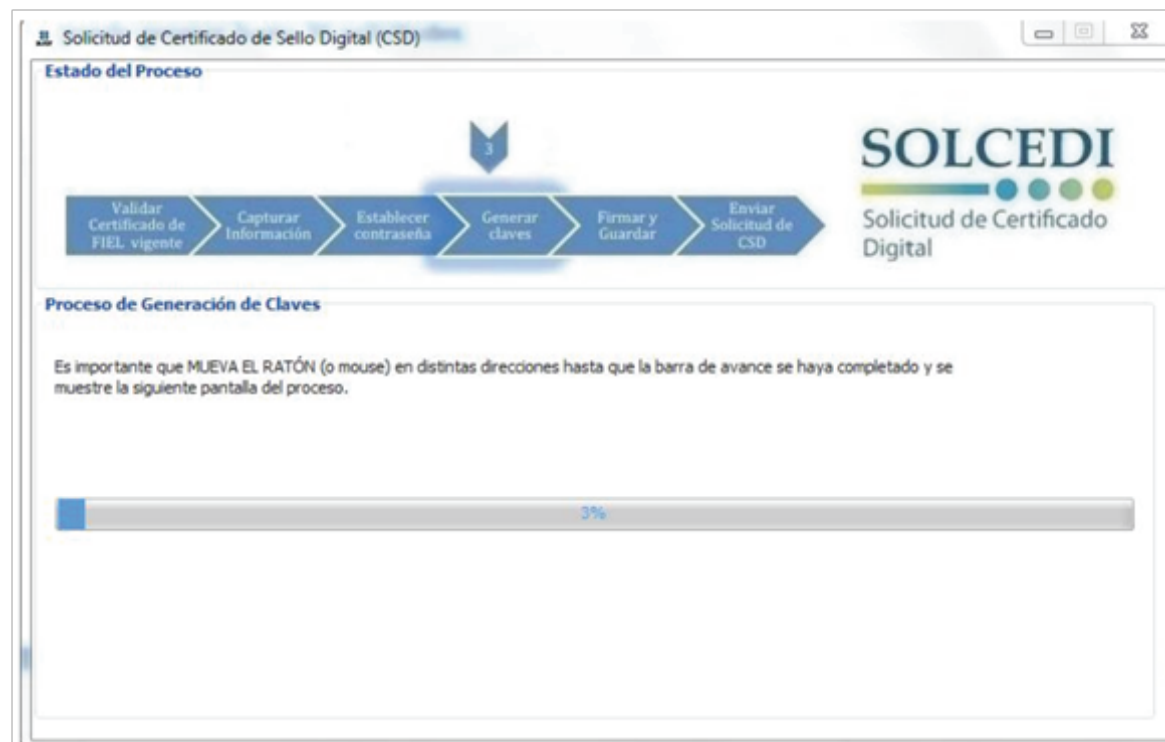 Solicitud de Certificado de Sello Digital (CSD)
Estado del Proceso
3
Validar
Certificado de
FIEL vigente
Capturar
Información
Establecer
contraseña
Generar
claves
Firmar y
Guardar
Enviar
Solicitud de
CSD
SOLCEDI
Solicitud de Certificado
Digital
Proceso de Generación de Claves
Es importante que MUEVA EL RATÓN (o mouse) en distintas direcciones hasta que la barra de avance se haya completado y se
muestre la siguiente pantalla del proceso.
3%